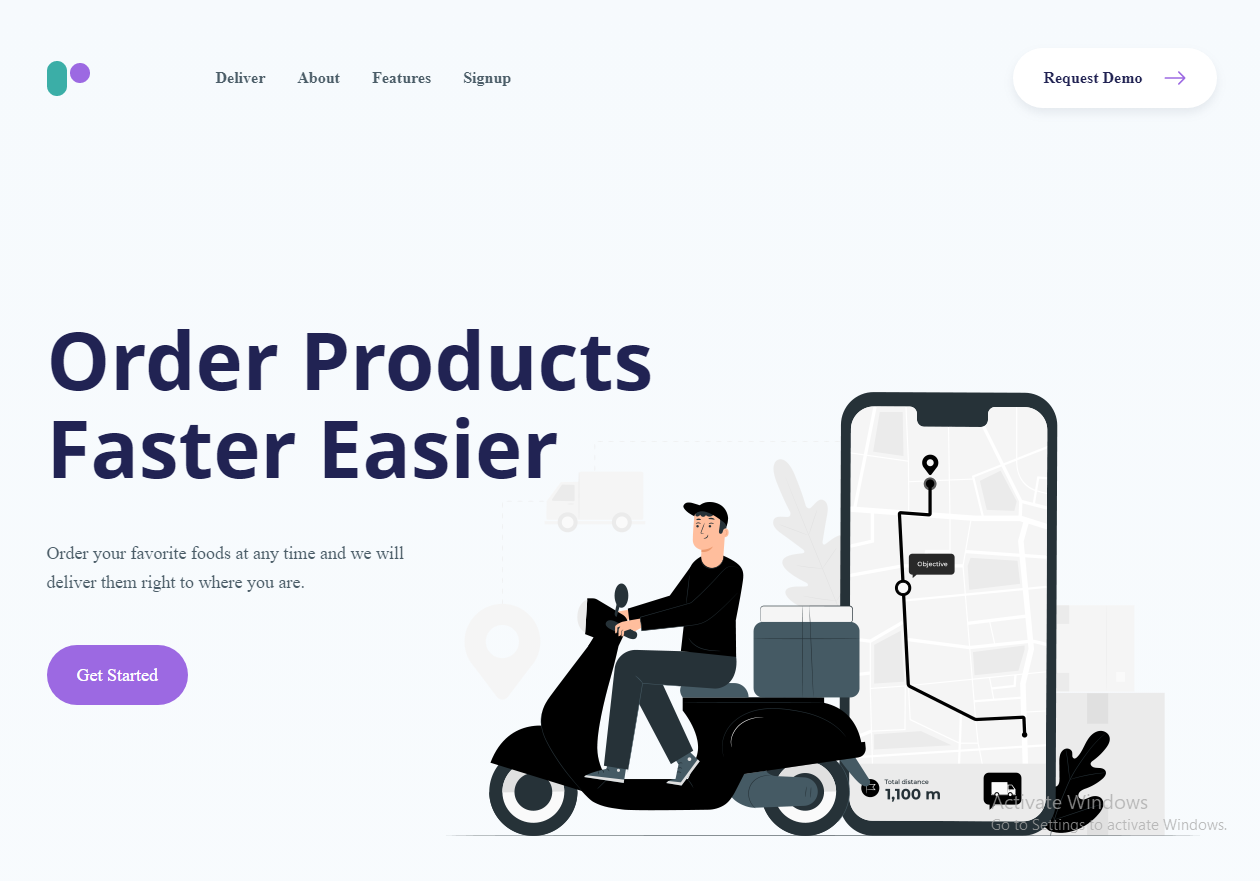 Deliver About Features Signup Request Demo
Order Products
Faster Easier
Order your favorite foods at any time and we will
deliver them right to where you are.
Get Started
Objective
Total distance
1,100 m
Activate Windows
Go to Settings to activate Windows.